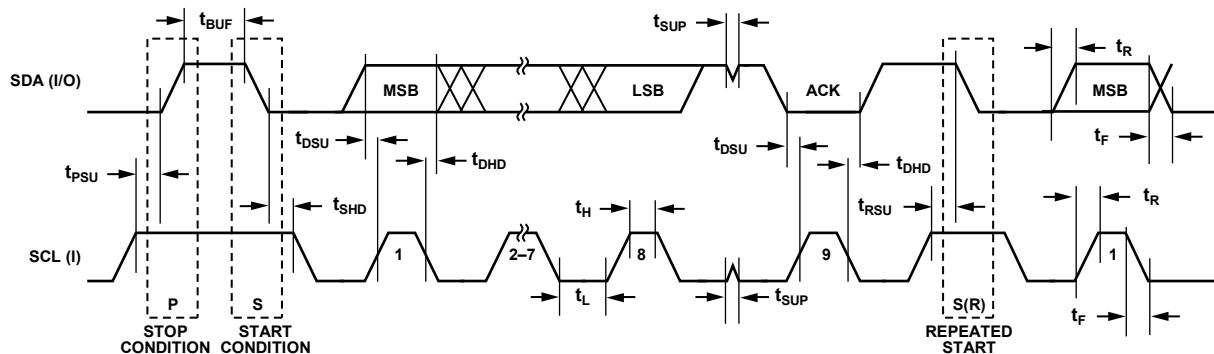 tBUF
tSUP
tR
SDA (I/O)
MSB
LSB
ACK
MSB
tDSU
tDSU
tF
tPSU
tDHD
tDHD
tSHD
tH
tRSU
tR
SCL (I)
1
2–7
8
9
1
P
S
tL
tSUP
S(R)
tF
STOP
CONDITION
START
CONDITION
REPEATED
START